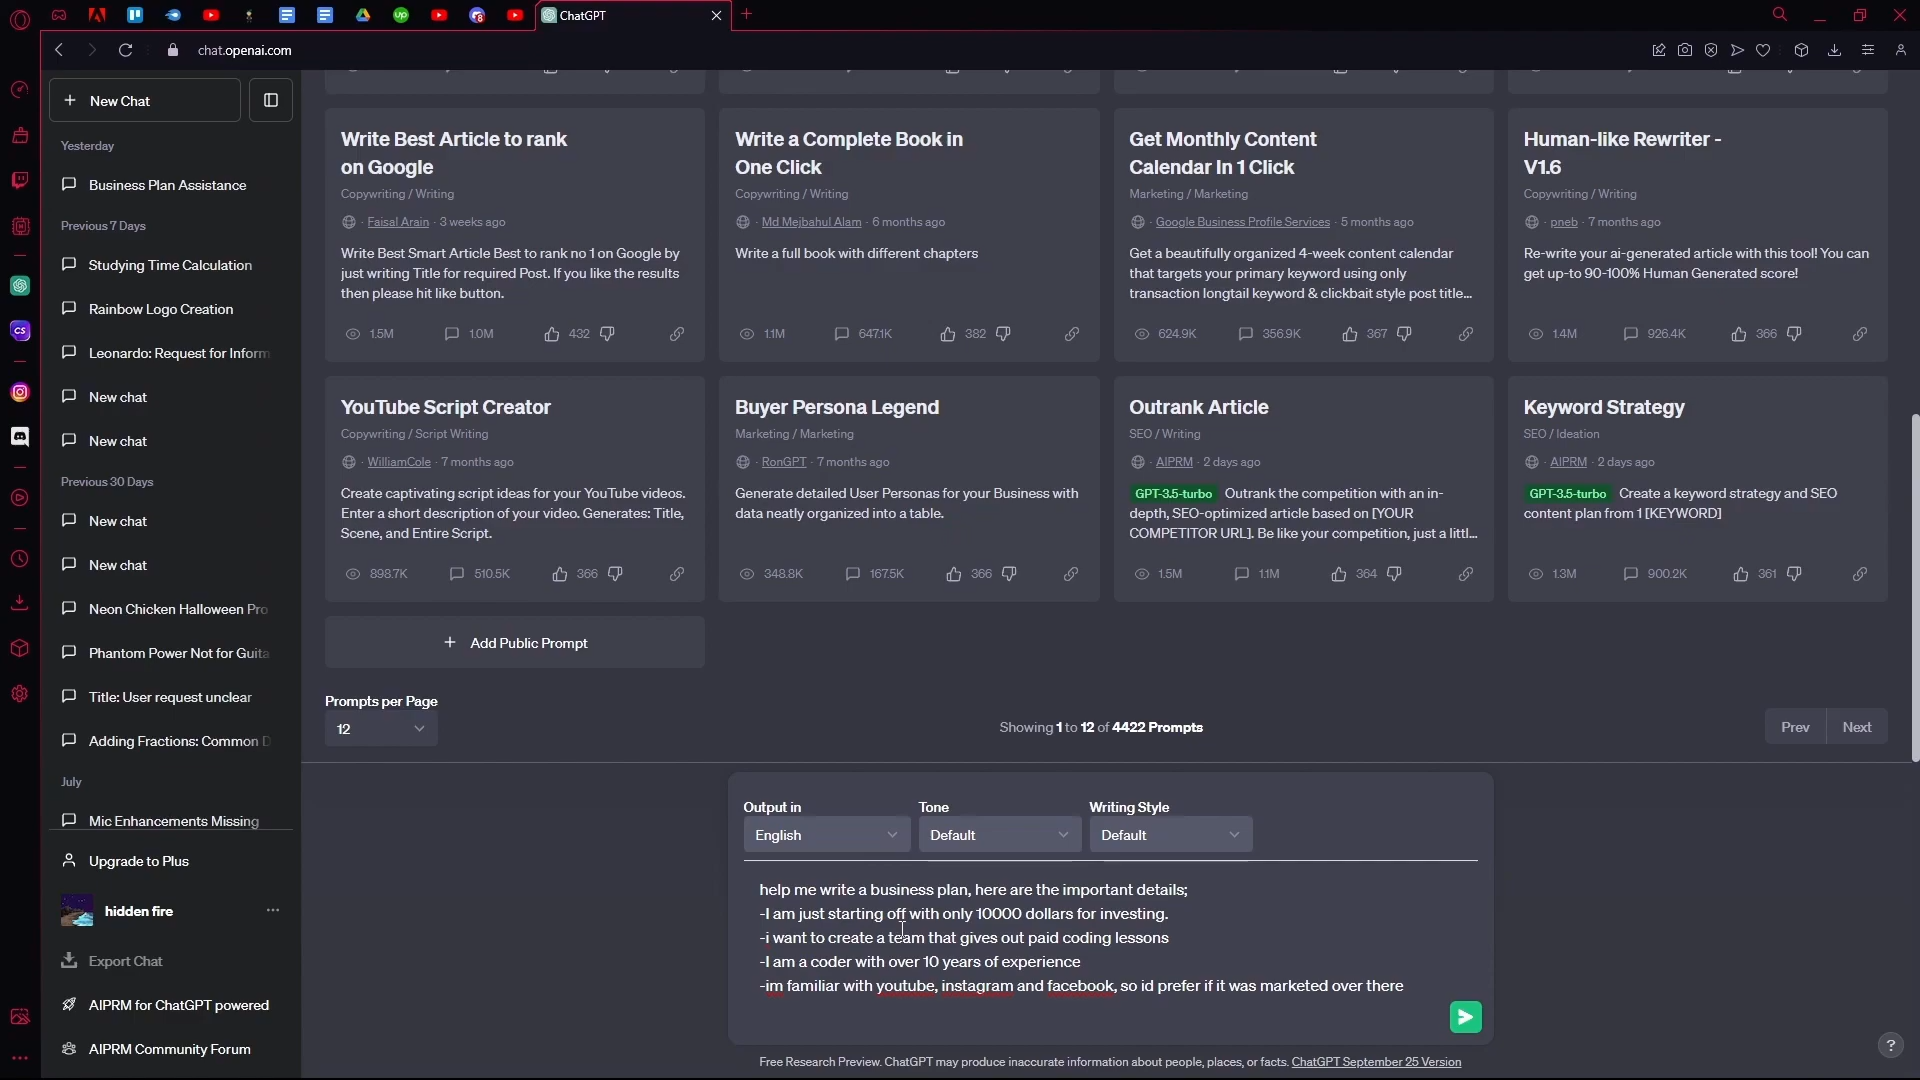 ChatGPT
chat.openai.com
New Chat
Yesterday
Business Plan Assistance
Previous 7 Days
Studying Time Calculation
Rainbow Logo Creation
Leonardo: Request for Inform
New chat
New chat
Previous 30 Days
New chat
New chat
Neon Chicken Halloween Pro
Phantom Power Not for Guita
Title: User request unclear
Adding Fractions: Common D
July
Mic Enhancements Missing
Upgrade to Plus
hidden fire
Export Chat
AIPRM for ChatGPT powered
AIPRM Community Forum
Write Best Article to rank
on Google
Copywriting / Writing
· Faisal Arain · 3 weeks ago
Write Best Smart Article Best to rank no 1 on Google by
just writing Title for required Post. If you like the results
then please hit like button.
1.5M 1.0M 432
Write a Complete Book in
One Click
Copywriting / Writing
· Md Mejbahul Alam · 6 months ago
Write a full book with different chapters
1.1M 647.1K 382
Get Monthly Content
Calendar In 1 Click
Marketing / Marketing
· Google Business Profile Services · 5 months ago
Get a beautifully organized 4-week content calendar
that targets your primary keyword using only
transaction longtail keyword & clickbait style post title...
624.9K 356.9K 367
Human-like Rewriter -
V1.6
Copywriting / Writing
· pneb · 7 months ago
Re-write your ai-generated article with this tool! You can
get up-to 90-100% Human Generated score!
1.4M 926.4K 366
YouTube Script Creator
Copywriting / Script Writing
· WilliamCole · 7 months ago
Create captivating script ideas for your YouTube videos.
Enter a short description of your video. Generates: Title,
Scene, and Entire Script.
898.7K 510.5K 366
Buyer Persona Legend
Marketing / Marketing
· RonGPT · 7 months ago
Generate detailed User Personas for your Business with
data neatly organized into a table.
348.8K 167.5K 366
Outrank Article
SEO / Writing
· AIPRM · 2 days ago
GPT-3.5-turbo Outrank the competition with an in-
depth, SEO-optimized article based on [YOUR
COMPETITOR URL]. Be like your competition, just a littl...
1.5M 1.1M 364
Keyword Strategy
SEO / Ideation
· AIPRM · 2 days ago
GPT-3.5-turbo Create a keyword strategy and SEO
content plan from 1 [KEYWORD]
1.3M 900.2K 361
Add Public Prompt
Prompts per Page
12
Showing 1 to 12 of 4422 Prompts
Prev Next
Output in Tone Writing Style
English Default Default
help me write a business plan, here are the important details;
-I am just starting off with only 10000 dollars for investing.
-i want to create a team that gives out paid coding lessons
-I am a coder with over 10 years of experience
-im familiar with youtube, instagram and facebook, so id prefer if it was marketed over there
Free Research Preview. ChatGPT may produce inaccurate information about people, places, or facts. ChatGPT September 25 Version
?
CS
up
8